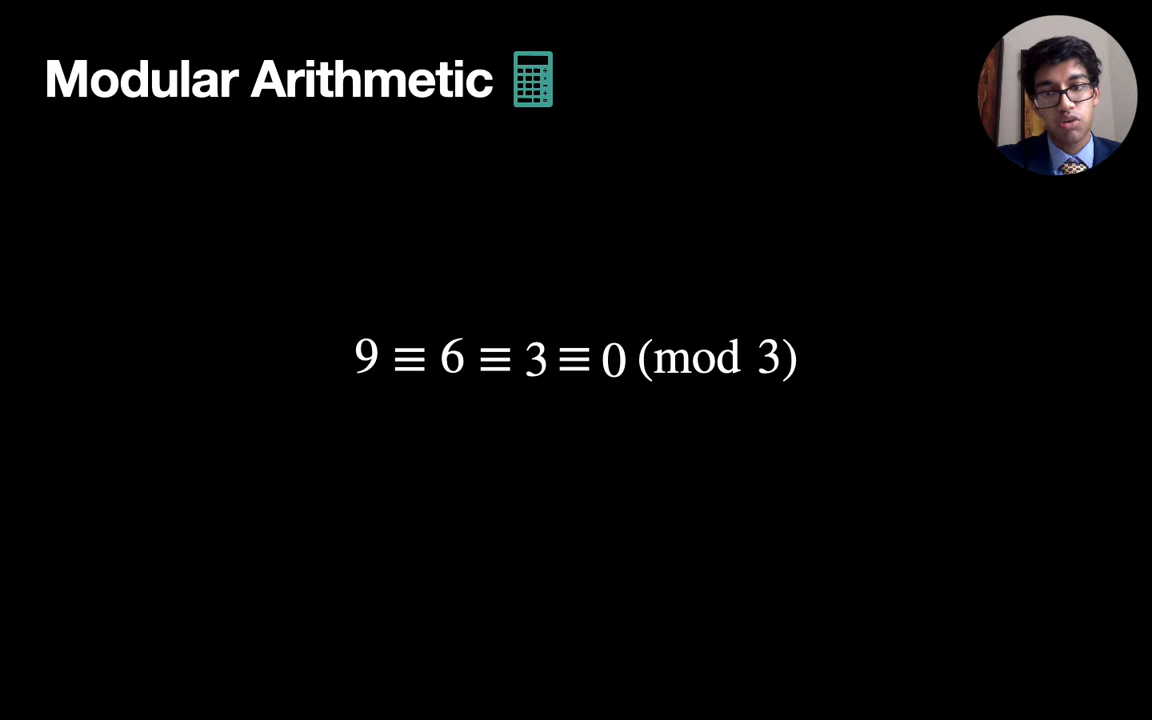 Modular Arithmetic
9 ≡ 6 ≡ 3 ≡ 0 (mod 3)